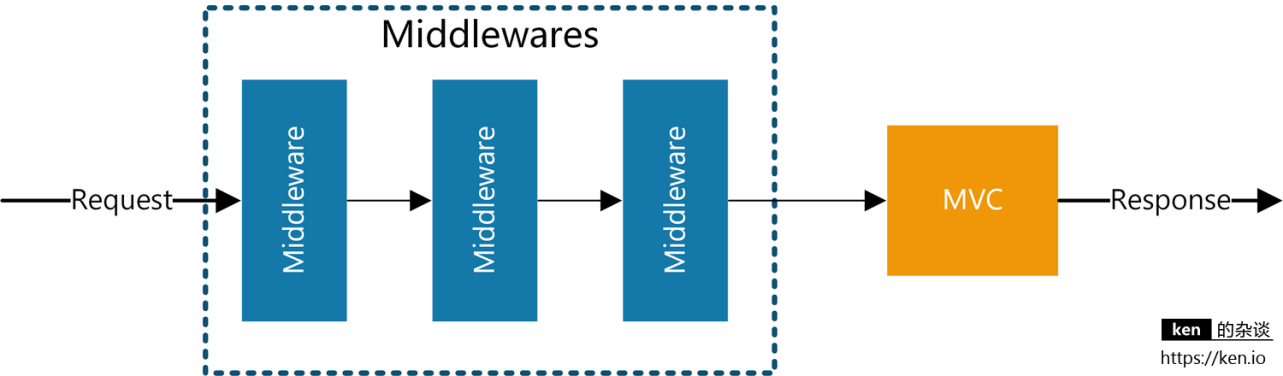 Middlewares
Request
Middleware
Middleware
Middleware
MVC
Response
ken 的杂谈
https://ken.io